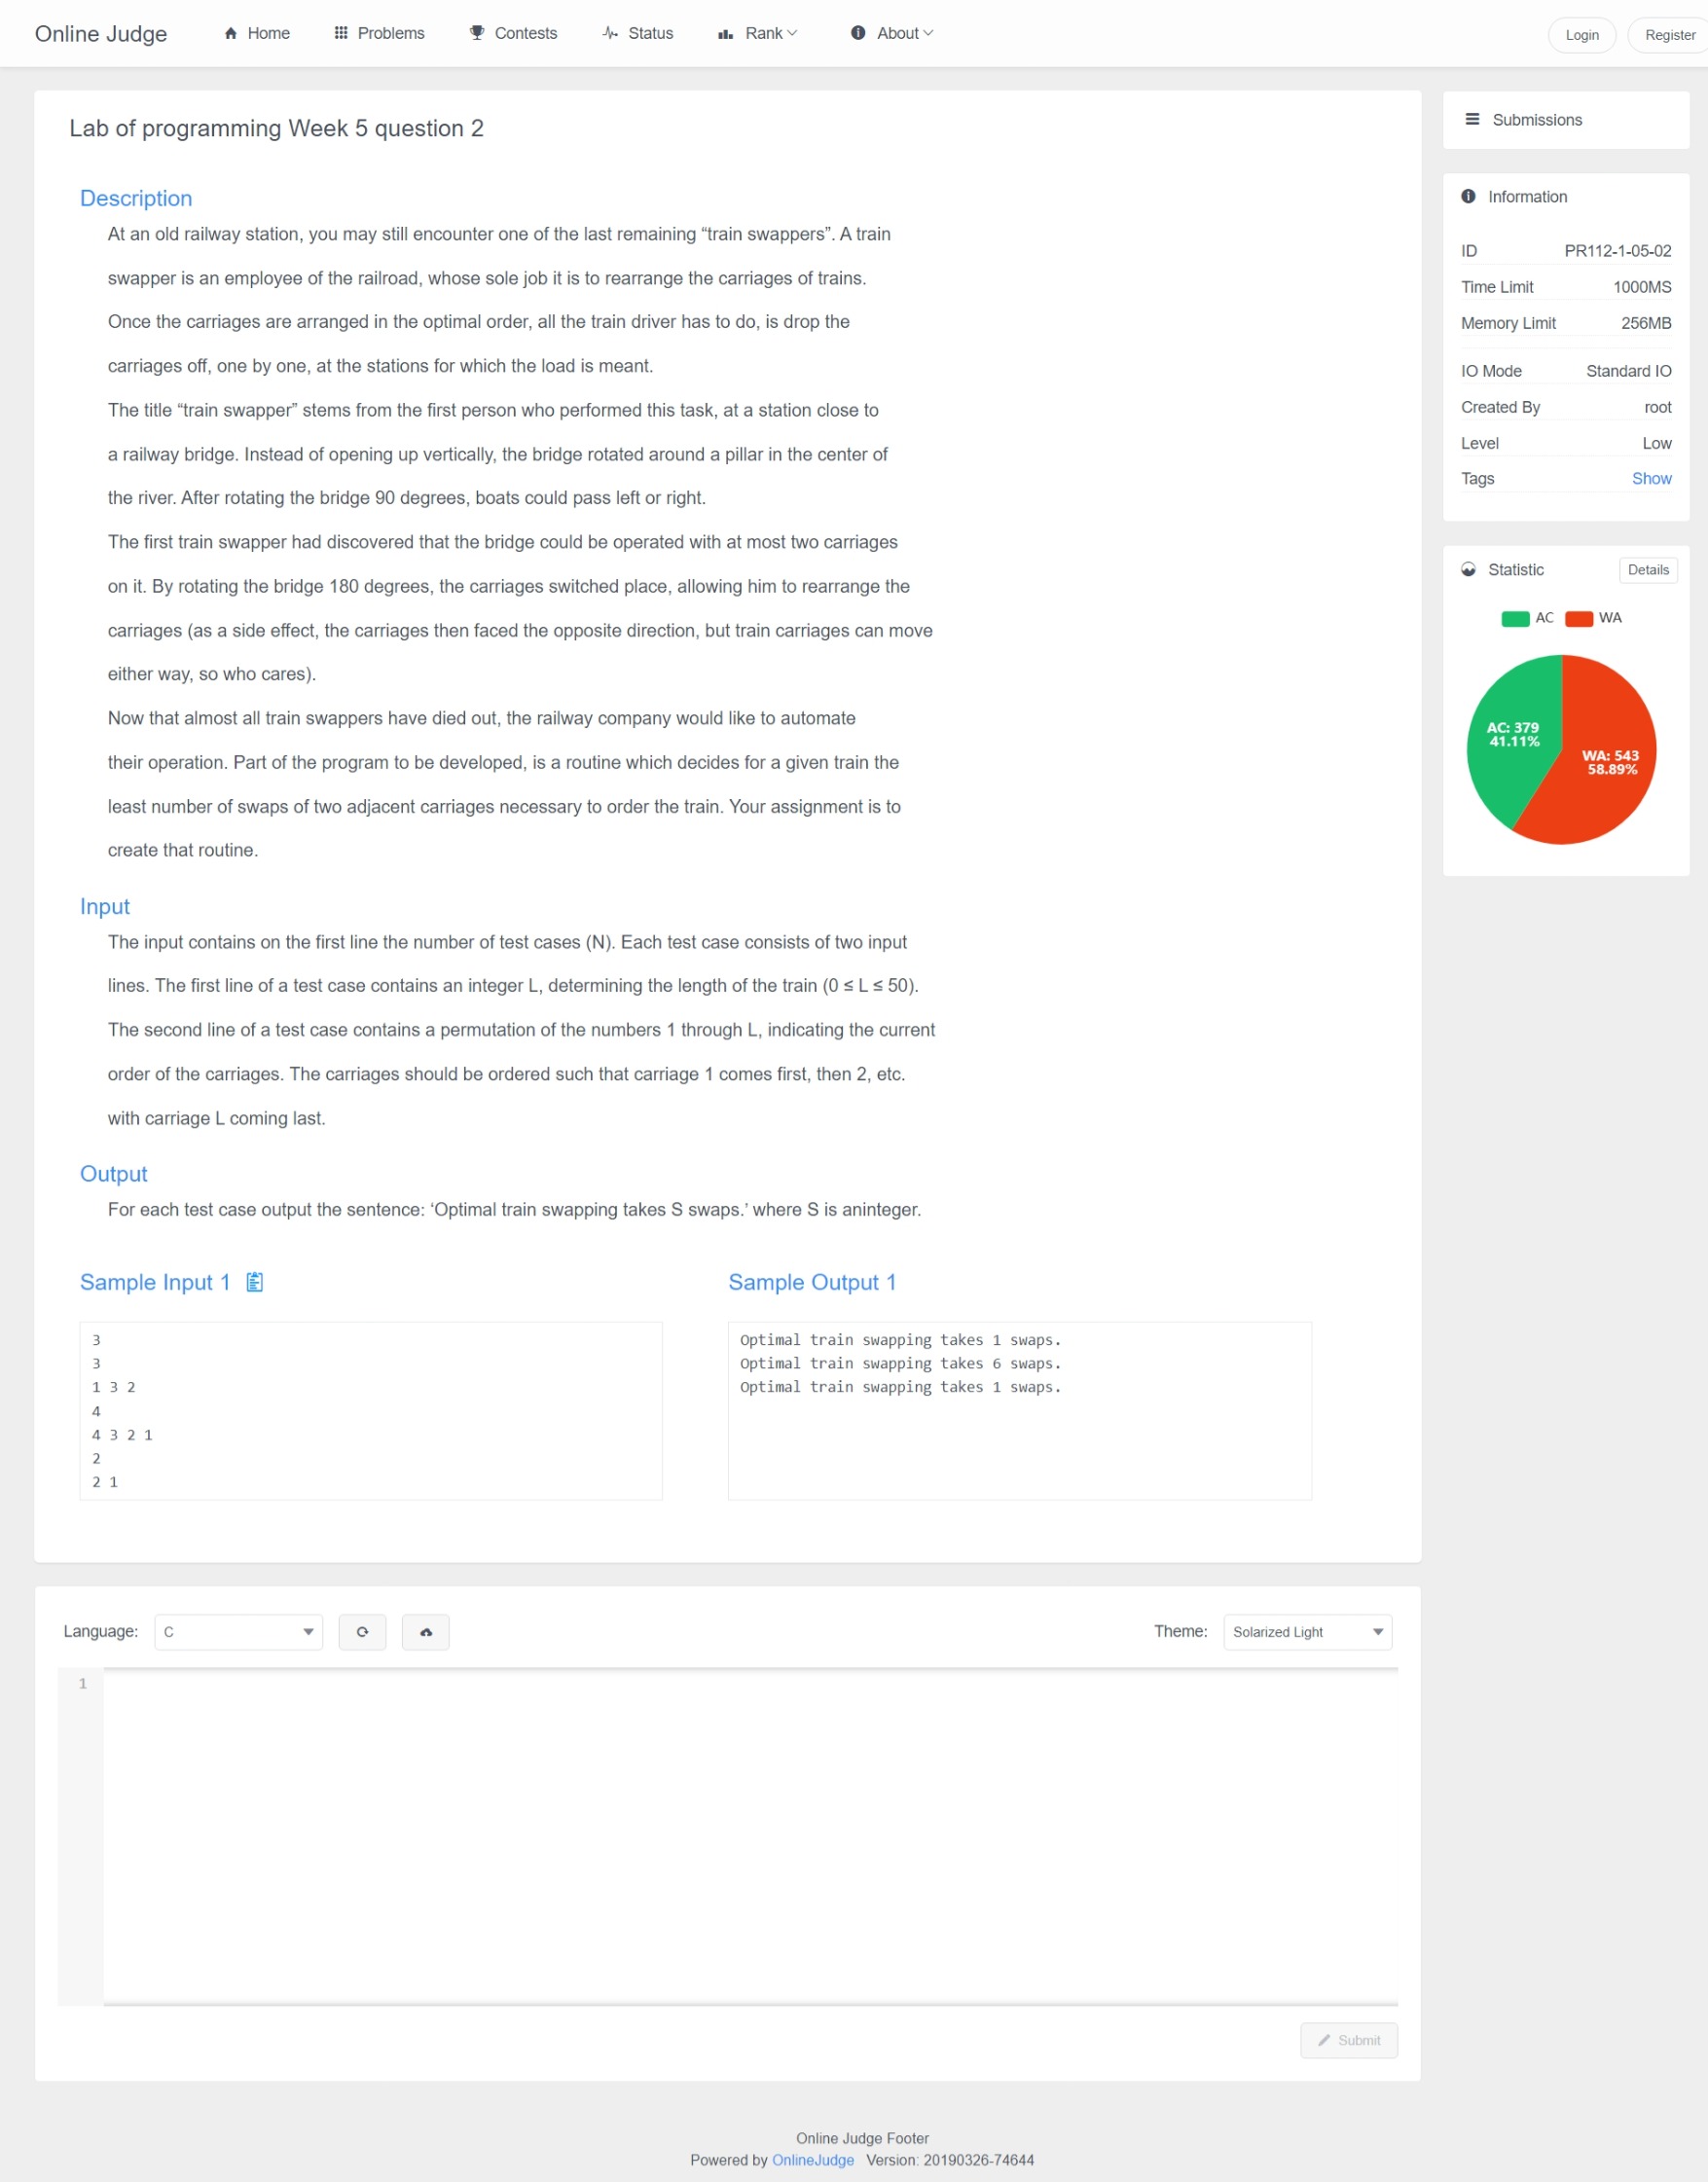 Online Judge Home Problems Contests Status Rank About Login Register
Lab of programming Week 5 question 2
Description
At an old railway station, you may still encounter one of the last remaining “train swappers”. A train
swapper is an employee of the railroad, whose sole job it is to rearrange the carriages of trains.
Once the carriages are arranged in the optimal order, all the train driver has to do, is drop the
carriages off, one by one, at the stations for which the load is meant.
The title “train swapper” stems from the first person who performed this task, at a station close to
a railway bridge. Instead of opening up vertically, the bridge rotated around a pillar in the center of
the river. After rotating the bridge 90 degrees, boats could pass left or right.
The first train swapper had discovered that the bridge could be operated with at most two carriages
on it. By rotating the bridge 180 degrees, the carriages switched place, allowing him to rearrange the
carriages (as a side effect, the carriages then faced the opposite direction, but train carriages can move
either way, so who cares).
Now that almost all train swappers have died out, the railway company would like to automate
their operation. Part of the program to be developed, is a routine which decides for a given train the
least number of swaps of two adjacent carriages necessary to order the train. Your assignment is to
create that routine.
Input
The input contains on the first line the number of test cases (N). Each test case consists of two input
lines. The first line of a test case contains an integer L, determining the length of the train (0 ≤ L ≤ 50).
The second line of a test case contains a permutation of the numbers 1 through L, indicating the current
order of the carriages. The carriages should be ordered such that carriage 1 comes first, then 2, etc.
with carriage L coming last.
Output
For each test case output the sentence: ‘Optimal train swapping takes S swaps.’ where S is aninteger.
Sample Input 1
3
3
1 3 2
4
4 3 2 1
2
2 1
Sample Output 1
Optimal train swapping takes 1 swaps.
Optimal train swapping takes 6 swaps.
Optimal train swapping takes 1 swaps.
Language: C
Theme: Solarized Light
1
Submit
Submissions
Information
ID PR112-1-05-02
Time Limit 1000MS
Memory Limit 256MB
IO Mode Standard IO
Created By root
Level Low
Tags Show
Statistic Details
AC WA
AC: 379
41.11%
WA: 543
58.89%
Online Judge Footer
Powered by OnlineJudge Version: 20190326-74644